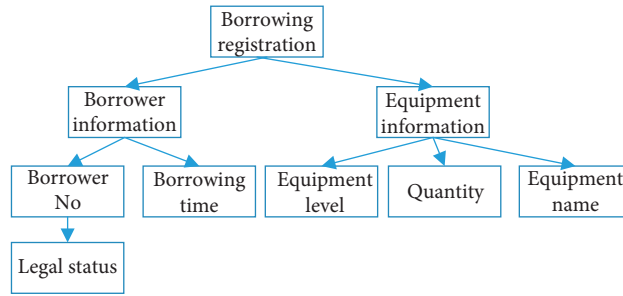 Borrowing
registration
Borrower
information
Equipment
information
Borrower
No
Borrowing
time
Equipment
level
Quantity
Equipment
name
Legal status